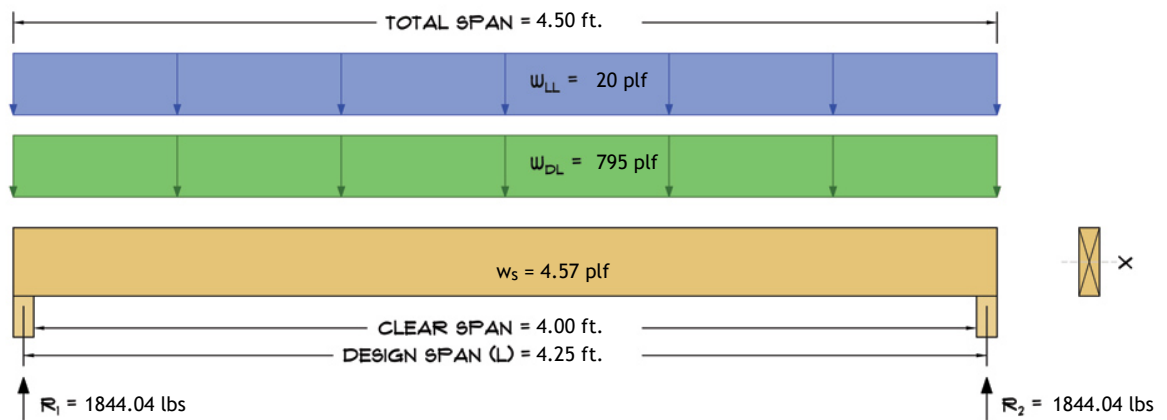 TOTAL SPAN = 4.50 ft.
WLL = 20 plf
WDL = 795 plf
ws = 4.57 plf
X
CLEAR SPAN = 4.00 ft.
DESIGN SPAN (L) = 4.25 ft.
R1 = 1844.04 lbs
R2 = 1844.04 lbs